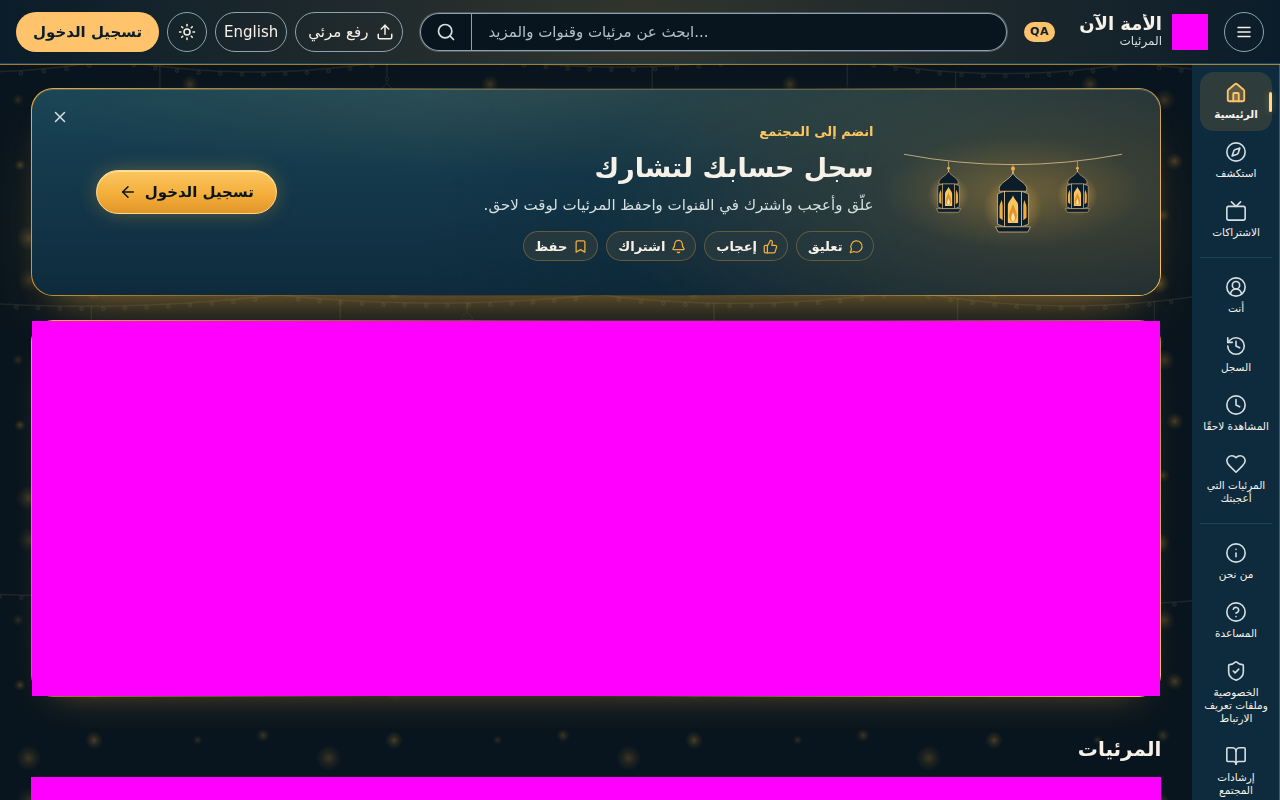 الأمة الآن
المرئيات
QA
ابحث عن مرئيات وقنوات والمزيد...
رفع مرئي
English
تسجيل الدخول
الرئيسية
استكشف
الاشتراكات
أنت
السجل
المشاهدة لاحقًا
المرئيات التي
أعجبتك
من نحن
المساعدة
الخصوصية
وملفات تعريف
الارتباط
إرشادات
المجتمع
انضم إلى المجتمع
سجل حسابك لتشارك
علّق وأعجب واشترك في القنوات واحفظ المرئيات لوقت لاحق.
تعليق
إعجاب
اشتراك
حفظ
تسجيل الدخول
المرئيات